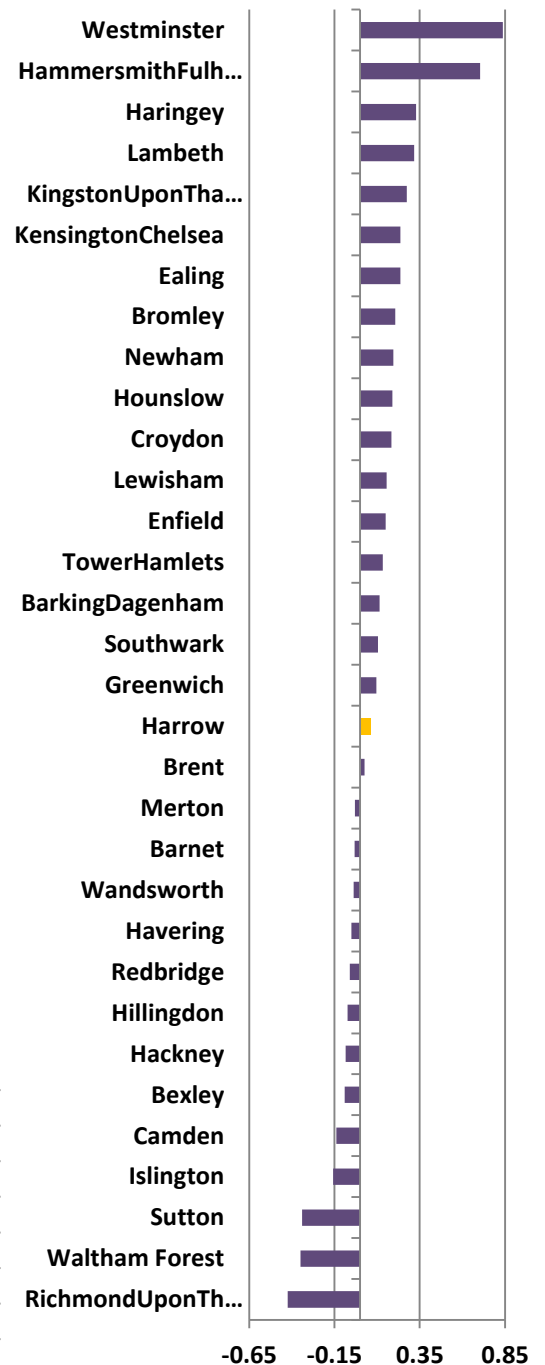 Westminster
HammersmithFulh...
Haringey
Lambeth
KingstonUponTha...
KensingtonChelsea
Ealing
Bromley
Newham
Hounslow
Croydon
Lewisham
Enfield
TowerHamlets
BarkingDagenham
Southwark
Greenwich
Harrow
Brent
Merton
Barnet
Wandsworth
Havering
Redbridge
Hillingdon
Hackney
Bexley
Camden
Islington
Sutton
Waltham Forest
RichmondUponTh...
-0.65 -0.15 0.35 0.85